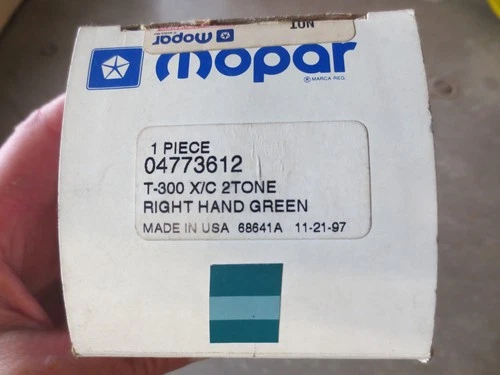 NUT
mopar
mopar
® MARCA REG.
1 PIECE
04773612
T-300 X/C 2TONE
RIGHT HAND GREEN
MADE IN USA 68641A 11-21-97